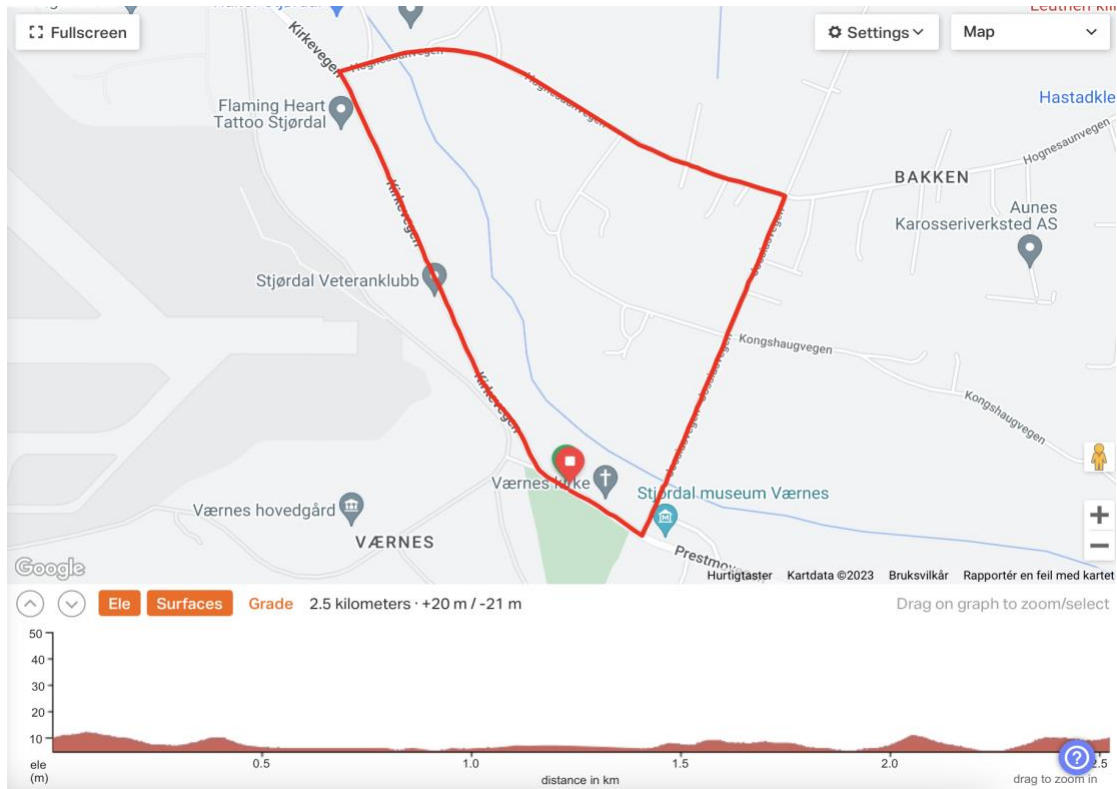 Leuthen kli
Fullscreen
Settings
Map
Kirkevegen
Hognesaunvegen
Hognesaunvegen
Flaming Heart
Tattoo Stjørdal
Hastadkle
Hognesaunvegen
BAKKEN
Aunes
Karosseriverksted AS
Kirkevegen
Stjørdal Veteranklubb
Kongshaugvegen
Kirkevegen
Kongshaugvegen
Værnes kirke
Stjørdal museum Værnes
Værnes hovedgård
VÆRNES
Google
Hurtigtaster
Kartdata ©2023
Bruksvilkår
Rapportér en feil med kartet
Ele
Surfaces
Grade
2.5 kilometers · +20 m / -21 m
Drag on graph to zoom/select
50
40
30
20
10
ele
(m)
0.5
1.0
1.5
2.0
2.5
distance in km
drag to zoom in